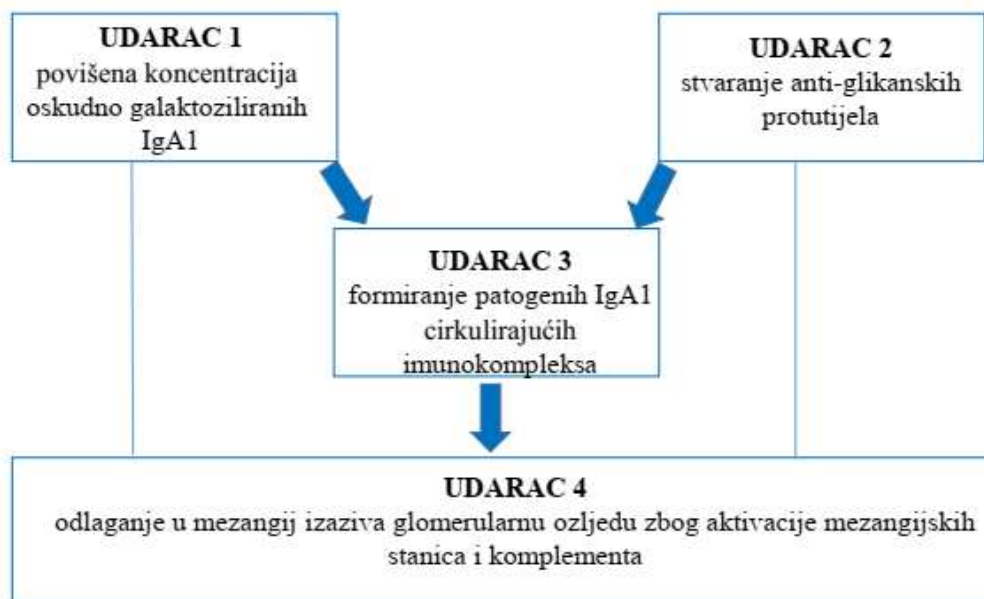 UDARAC 1
povišena koncentracija
oskudno galaktoziliranih
IgA1
UDARAC 2
stvaranje anti-glikanskih
protutijela
UDARAC 3
formiranje patogenih IgA1
cirkulirajućih
imunokompleksa
UDARAC 4
odlaganje u mezangij izaziva glomerularnu ozljedu zbog aktivacije mezangijskih
stanica i komplementa